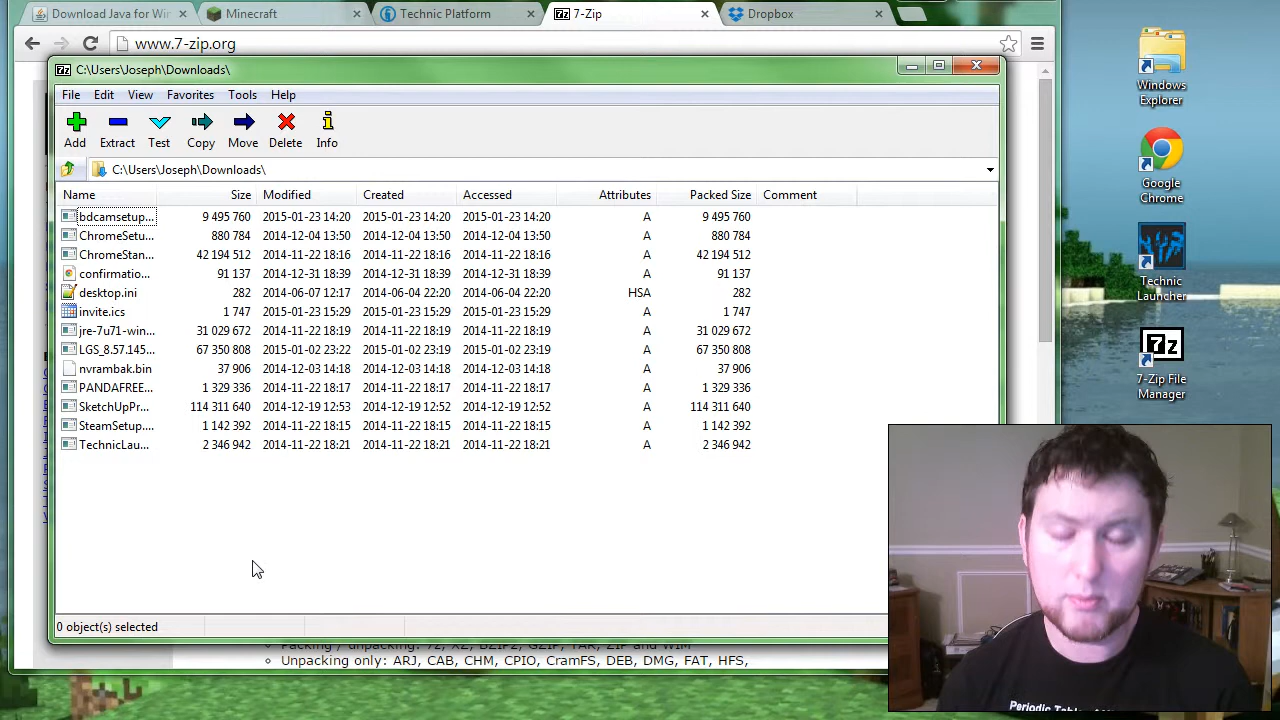 Download Java for Win
Minecraft
Technic Platform
7-Zip
Dropbox
www.7-zip.org
7z C:\Users\Joseph\Downloads\
File Edit View Favorites Tools Help
Add Extract Test Copy Move Delete Info
C:\Users\Joseph\Downloads\
Name Size Modified Created Accessed Attributes Packed Size Comment
bdcamsetup... 9 495 760 2015-01-23 14:20 2015-01-23 14:20 2015-01-23 14:20 A 9 495 760
ChromeSetu... 880 784 2014-12-04 13:50 2014-12-04 13:50 2014-12-04 13:50 A 880 784
ChromeStan... 42 194 512 2014-11-22 18:16 2014-11-22 18:16 2014-11-22 18:16 A 42 194 512
confirmatio... 91 137 2014-12-31 18:39 2014-12-31 18:39 2014-12-31 18:39 A 91 137
desktop.ini 282 2014-06-07 12:17 2014-06-04 22:20 2014-06-04 22:20 HSA 282
invite.ics 1 747 2015-01-23 15:29 2015-01-23 15:29 2015-01-23 15:29 A 1 747
jre-7u71-win... 31 029 672 2014-11-22 18:19 2014-11-22 18:19 2014-11-22 18:19 A 31 029 672
LGS_8.57.145... 67 350 808 2015-01-02 23:22 2015-01-02 23:19 2015-01-02 23:19 A 67 350 808
nvrambak.bin 37 906 2014-12-03 14:18 2014-12-03 14:18 2014-12-03 14:18 A 37 906
PANDAFREE... 1 329 336 2014-11-22 18:17 2014-11-22 18:17 2014-11-22 18:17 A 1 329 336
SketchUpPr... 114 311 640 2014-12-19 12:53 2014-12-19 12:52 2014-12-19 12:52 A 114 311 640
SteamSetup.... 1 142 392 2014-11-22 18:15 2014-11-22 18:15 2014-11-22 18:15 A 1 142 392
TechnicLau... 2 346 942 2014-11-22 18:21 2014-11-22 18:21 2014-11-22 18:21 A 2 346 942
0 object(s) selected
Packing / unpacking: 7z, XZ, BZIP2, GZIP, TAR, ZIP and WIM
Unpacking only: ARJ, CAB, CHM, CPIO, CramFS, DEB, DMG, FAT, HFS,
Windows
Explorer
Google
Chrome
Technic
Launcher
7z
7-Zip File
Manager
Periodic